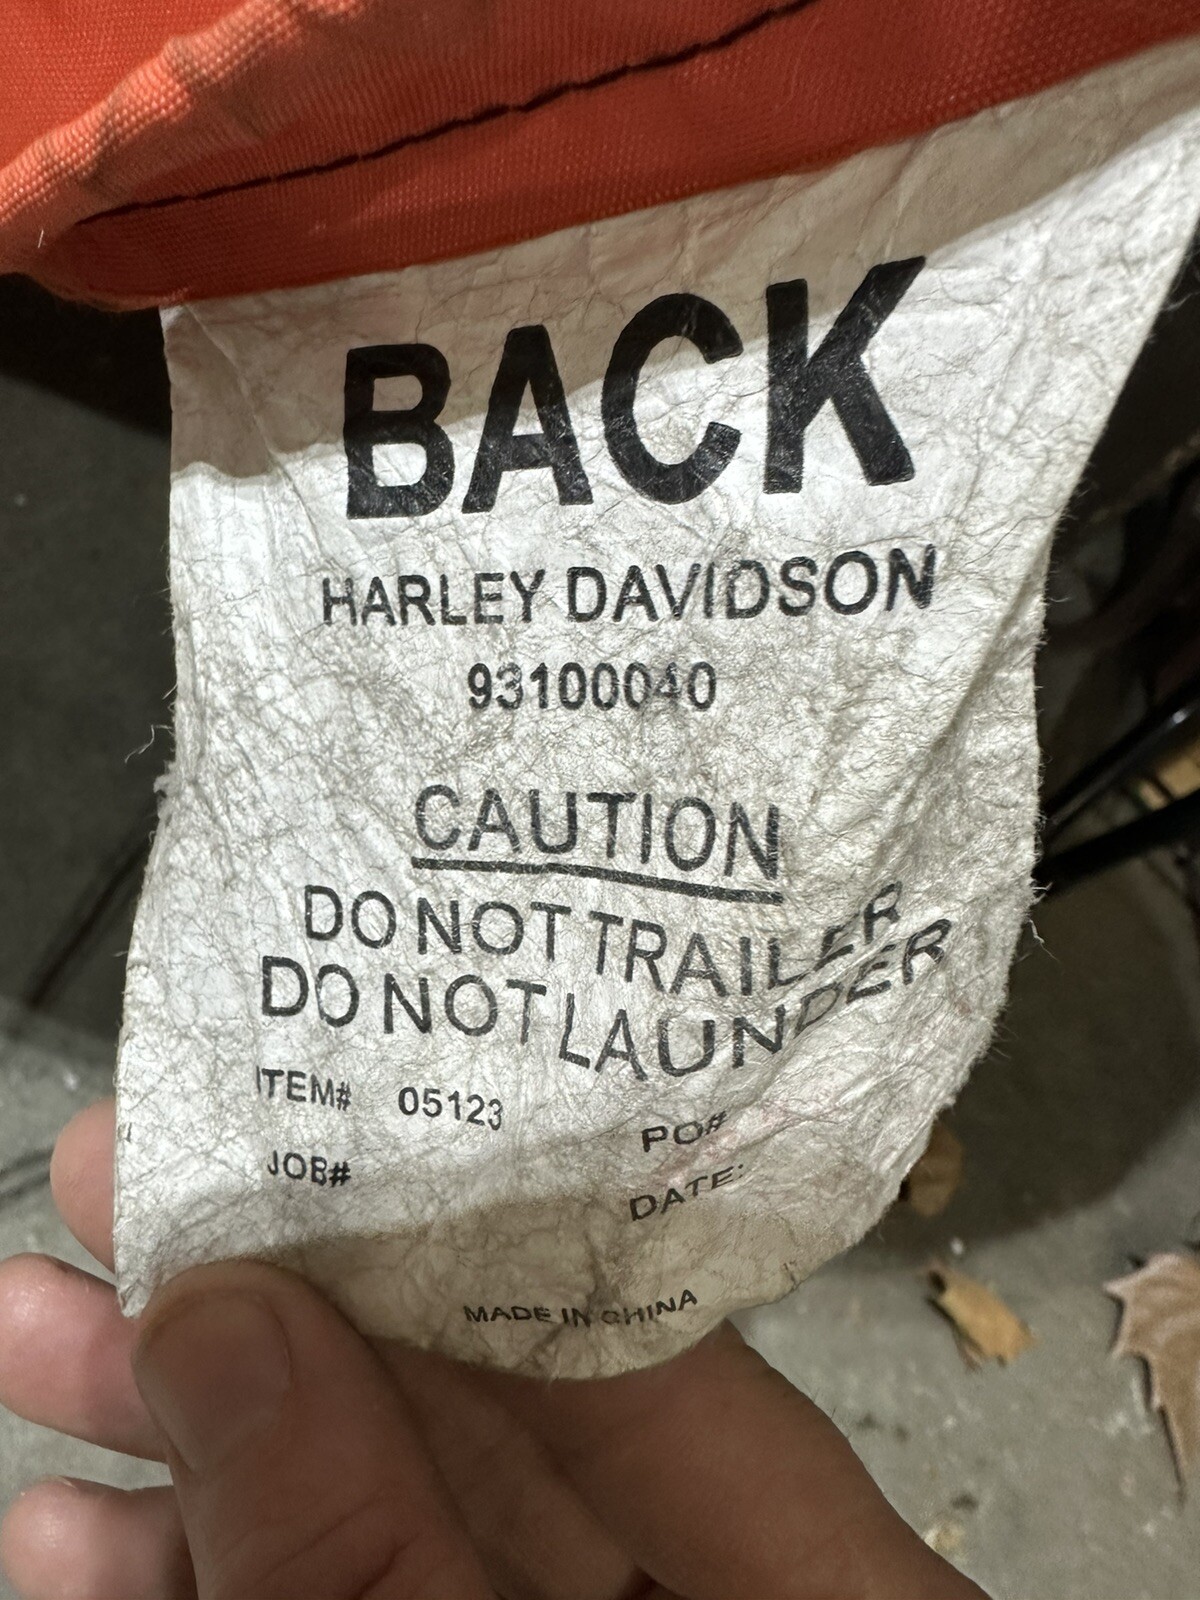 BACK
HARLEY DAVIDSON
93100040
CAUTION
DO NOT TRAILER
DO NOT LAUNDER
ITEM# 05123
PO#
JOB#
DATE:
MADE IN CHINA